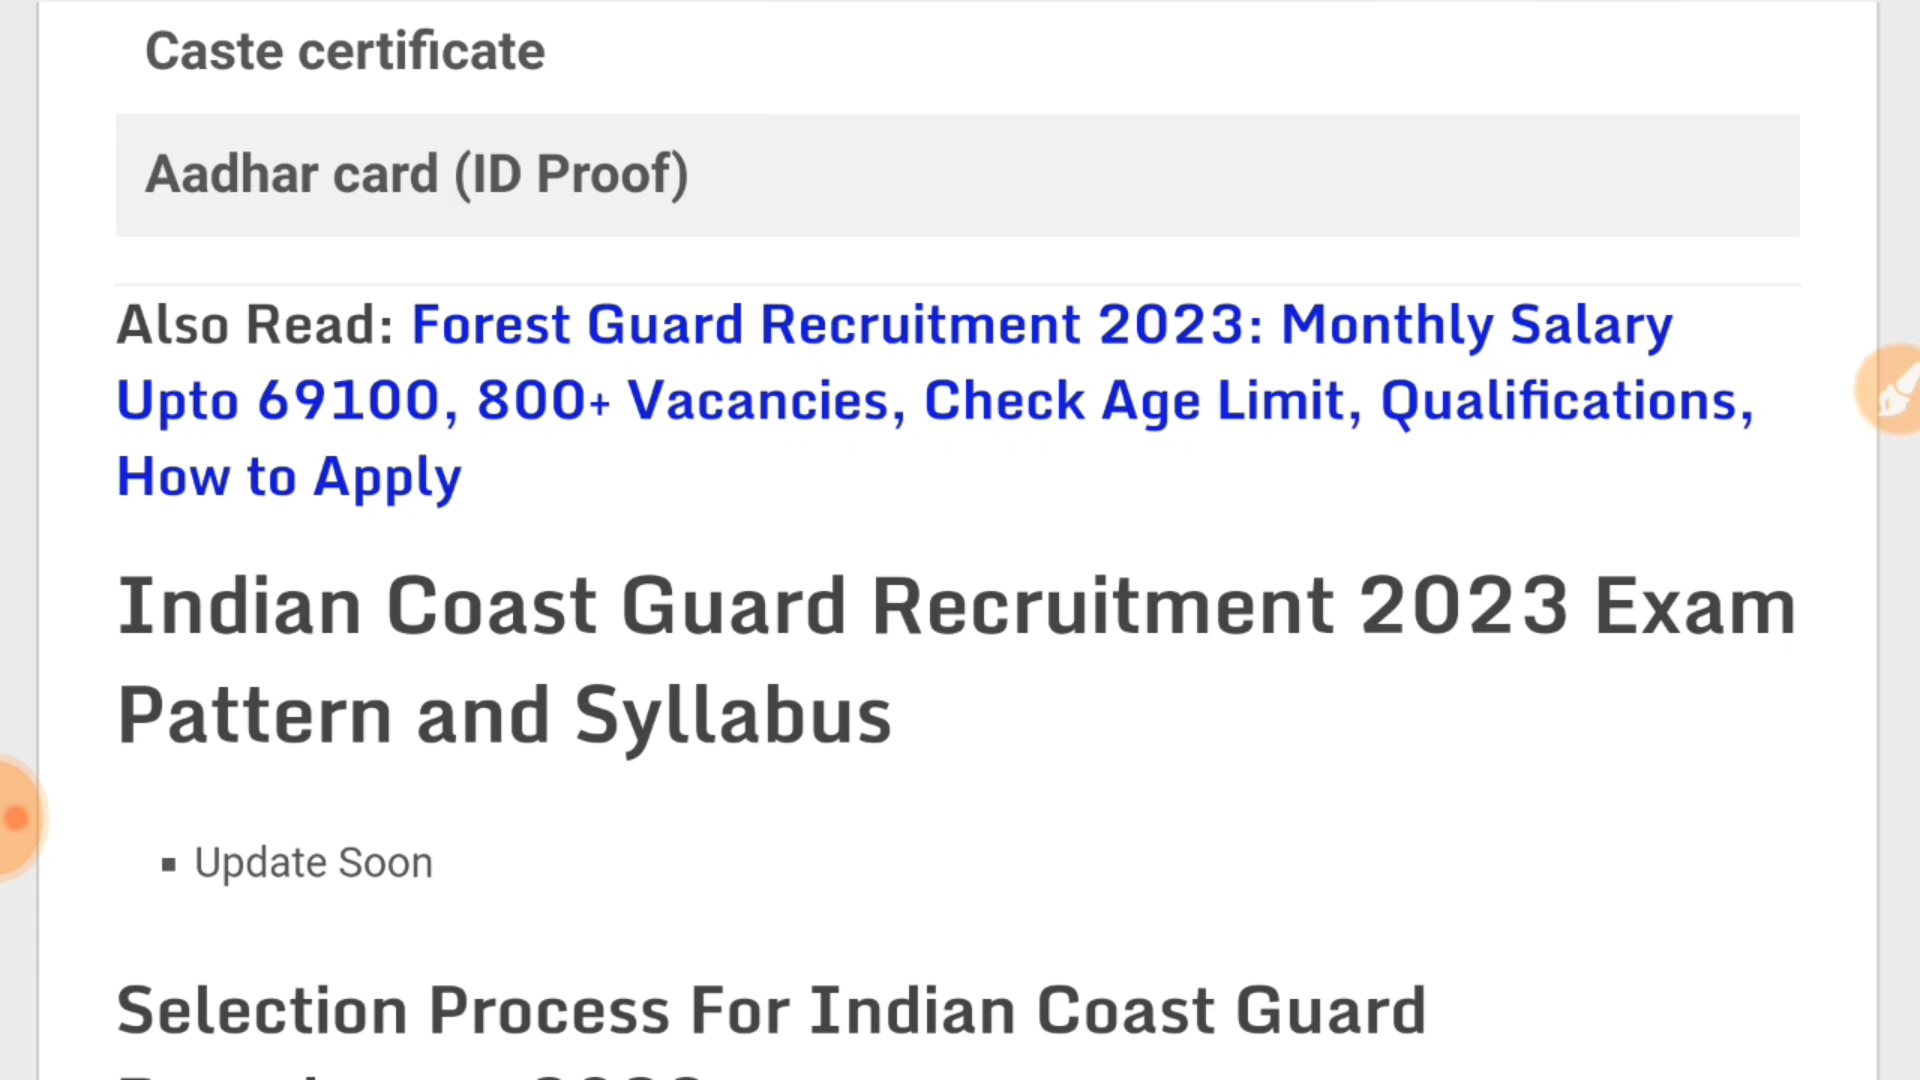 Caste certificate
Aadhar card (ID Proof)
Also Read: Forest Guard Recruitment 2023: Monthly Salary
Upto 69100, 800+ Vacancies, Check Age Limit, Qualifications,
How to Apply
Indian Coast Guard Recruitment 2023 Exam
Pattern and Syllabus
▪ Update Soon
Selection Process For Indian Coast Guard